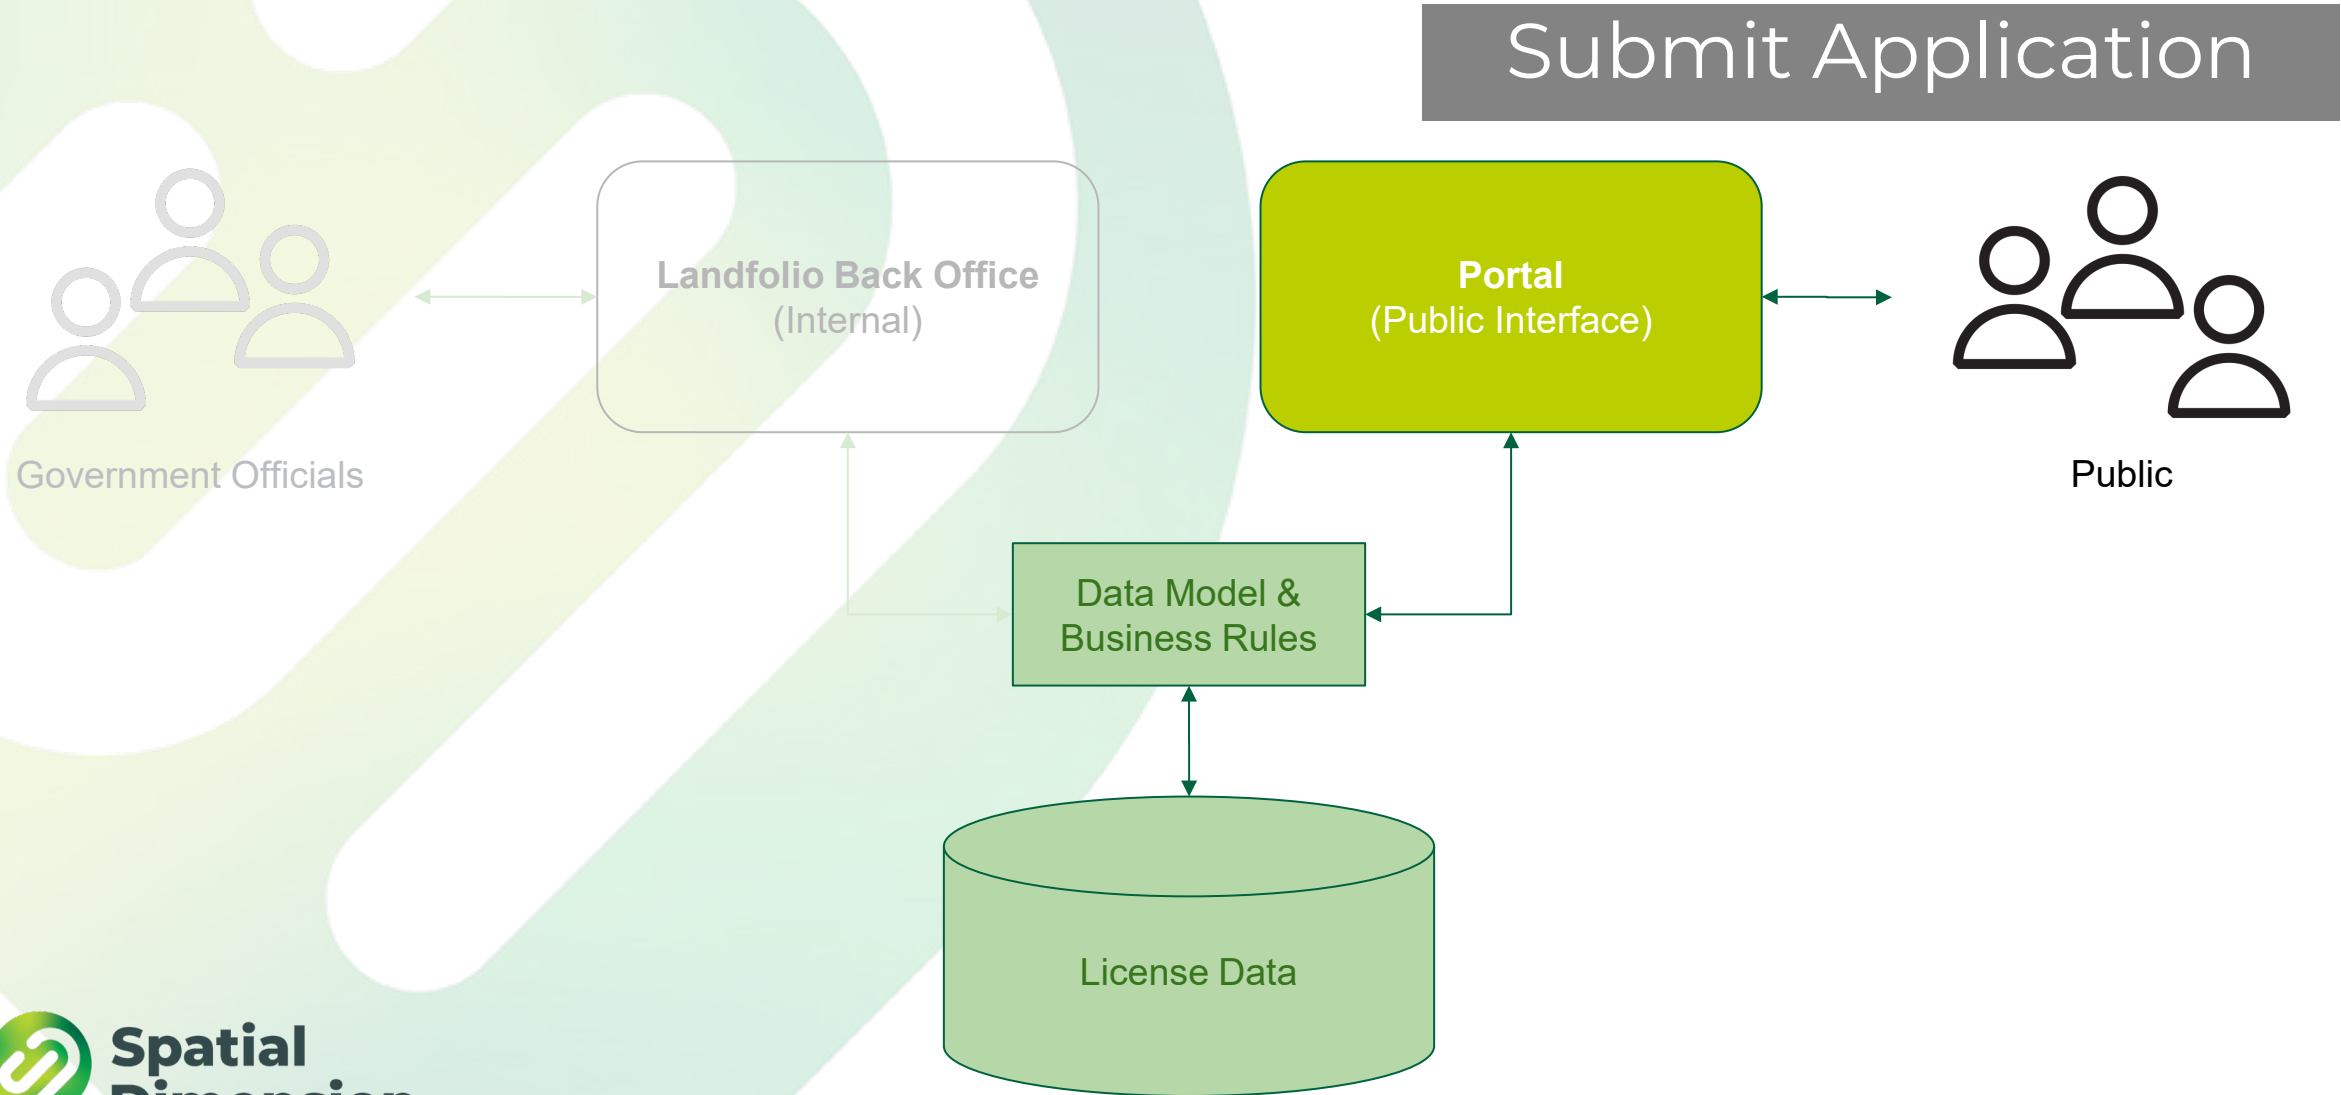 Submit Application
Landfolio Back Office
(Internal)
Portal
(Public Interface)
Government Officials
Public
Data Model &
Business Rules
License Data
Spatial
Dimension